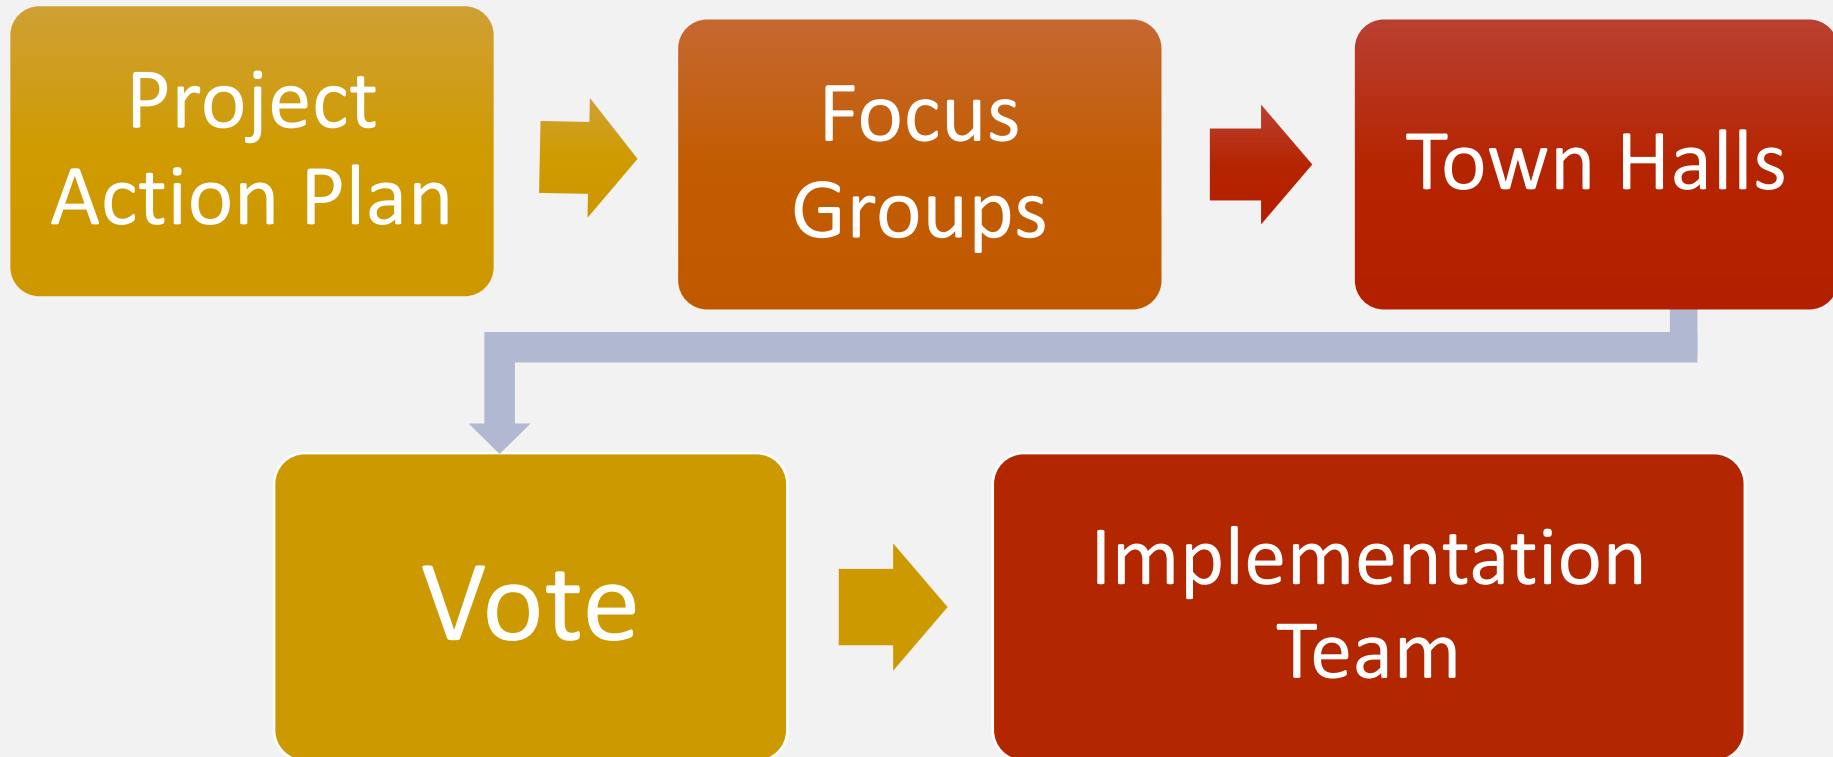 Project
Action Plan
Focus
Groups
Town Halls
Vote
Implementation
Team